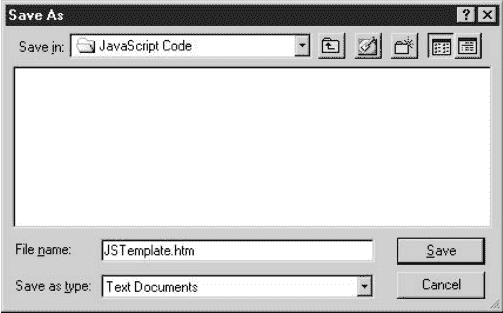 Save As
Save in: JavaScript Code
File name: JSTemplate.htm Save
Save as type: Text Documents Cancel